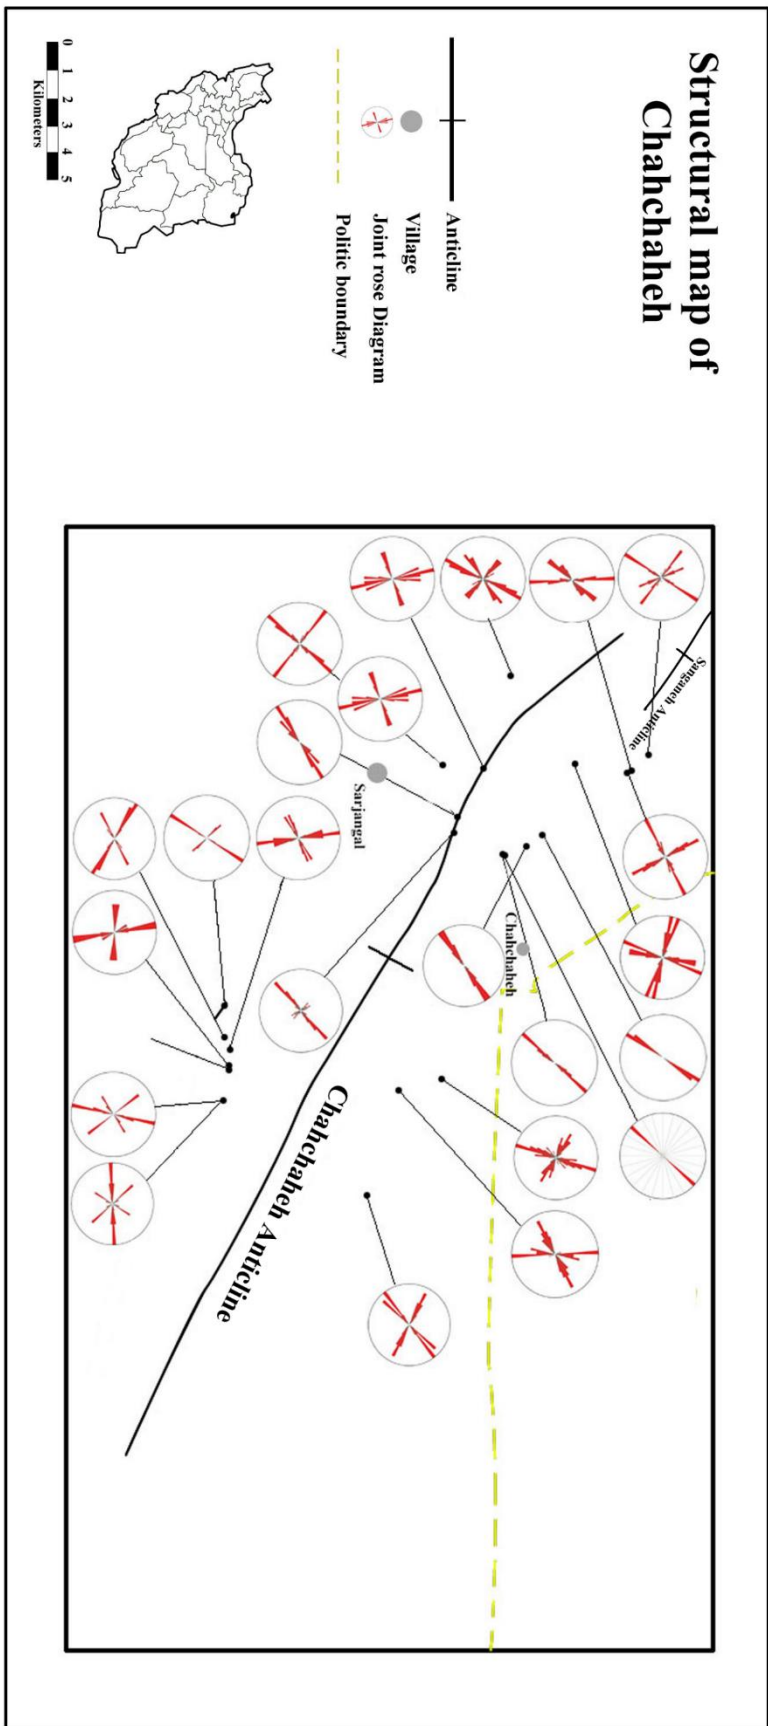 Structural map of
Chahchaheh
Anticline
Village
Joint rose Diagram
Politic boundary
0 1 2 3 4 5
Kilometers
Sanganeh Anticline
Sarjangal
Chahchaheh
Chahchaheh Anticline